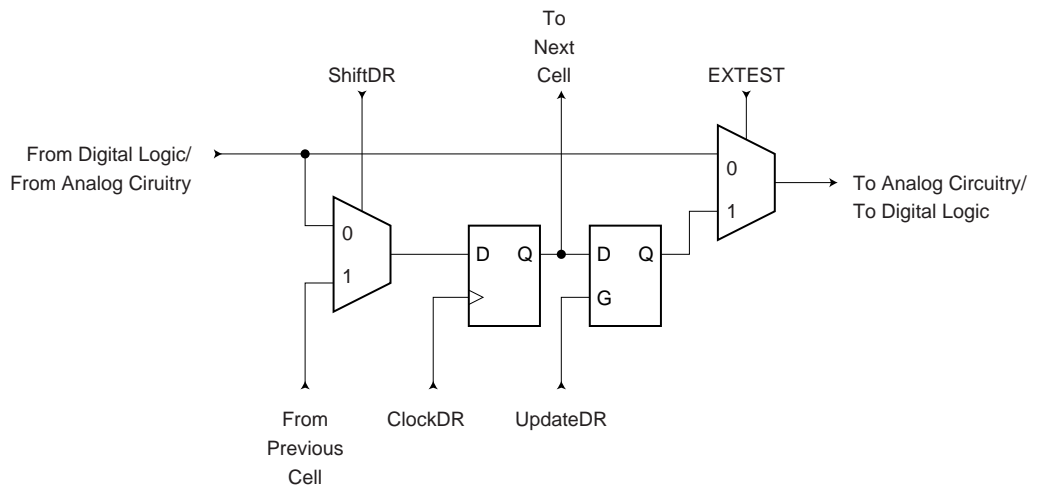 To
Next
Cell
ShiftDR
EXTEST
From Digital Logic/
From Analog Ciruitry
0
1
To Analog Circuitry/
To Digital Logic
0
1
D Q
D Q
G
From
Previous
Cell
ClockDR
UpdateDR